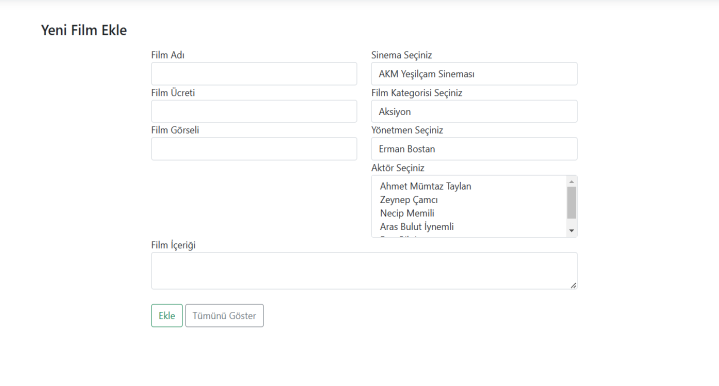 Yeni Film Ekle
Film Adı
Sinema Seçiniz
AKM Yeşilçam Sineması
Film Ücreti
Film Kategorisi Seçiniz
Aksiyon
Film Görseli
Yönetmen Seçiniz
Erman Bostan
Aktör Seçiniz
Ahmet Mümtaz Taylan
Zeynep Çamcı
Necip Memili
Aras Bulut İynemli
Film İçeriği
Ekle
Tümünü Göster